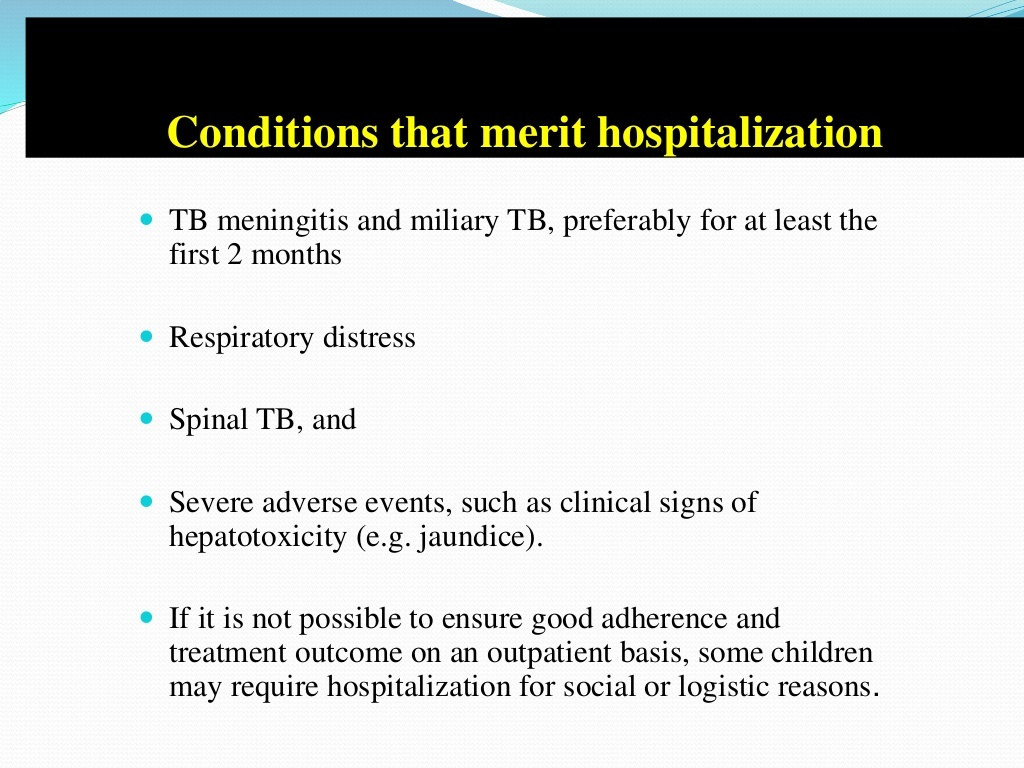 Conditions that merit hospitalization
• TB meningitis and miliary TB, preferably for at least the
first 2 months
• Respiratory distress
• Spinal TB, and
• Severe adverse events, such as clinical signs of
hepatotoxicity (e.g. jaundice).
• If it is not possible to ensure good adherence and
treatment outcome on an outpatient basis, some children
may require hospitalization for social or logistic reasons.